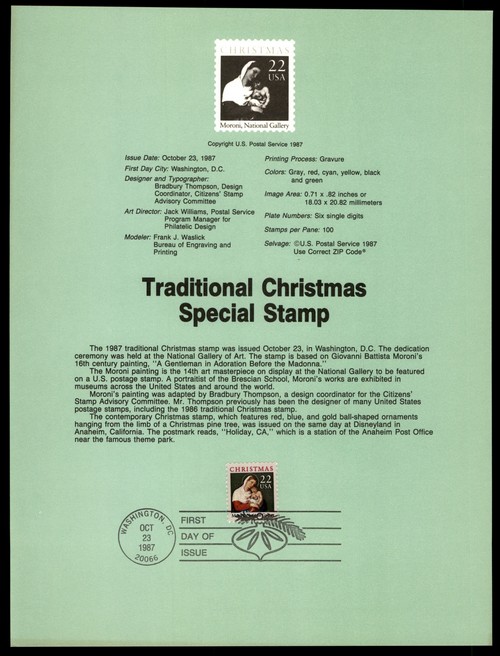 CHRISTMAS
22
USA
Moroni, National Gallery
Copyright U.S. Postal Service 1987
Issue Date: October 23, 1987
First Day City: Washington, D.C.
Designer and Typographer:
Bradbury Thompson, Design
Coordinator, Citizens' Stamp
Advisory Committee
Art Director: Jack Williams, Postal Service
Program Manager for
Philatelic Design
Modeler: Frank J. Waslick
Bureau of Engraving and
Printing
Printing Process: Gravure
Colors: Gray, red, cyan, yellow, black
and green
Image Area: 0.71 x .82 inches or
18.03 x 20.82 millimeters
Plate Numbers: Six single digits
Stamps per Pane: 100
Selvage: ©U.S. Postal Service 1987
Use Correct ZIP Code®
Traditional Christmas
Special Stamp
The 1987 traditional Christmas stamp was issued October 23, in Washington, D.C. The dedication
ceremony was held at the National Gallery of Art. The stamp is based on Giovanni Battista Moroni's
16th century painting, "A Gentleman in Adoration Before the Madonna."
The Moroni painting is the 14th art masterpiece on display at the National Gallery to be featured
on a U.S. postage stamp. A portraitist of the Brescian School, Moroni's works are exhibited in
museums across the United States and around the world.
Moroni's painting was adapted by Bradbury Thompson, a design coordinator for the Citizens'
Stamp Advisory Committee. Mr. Thompson previously has been the designer of many United States
postage stamps, including the 1986 traditional Christmas stamp.
The contemporary Christmas stamp, which features red, blue, and gold ball-shaped ornaments
hanging from the limb of a Christmas pine tree, was issued on the same day at Disneyland in
Anaheim, California. The postmark reads, "Holiday, CA," which is a station of the Anaheim Post Office
near the famous theme park.
CHRISTMAS
22
USA
WASHINGTON, DC
OCT
23
1987
20066
FIRST
DAY OF
ISSUE